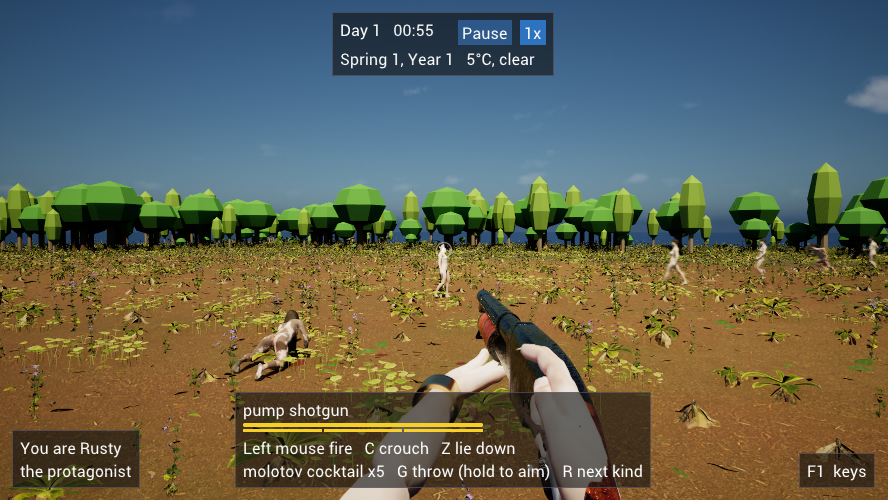 Day 1 00:55 Pause 1x
Spring 1, Year 1 5°C, clear
pump shotgun
Left mouse fire C crouch Z lie down
molotov cocktail x5 G throw (hold to aim) R next kind
You are Rusty
the protagonist
F1 keys